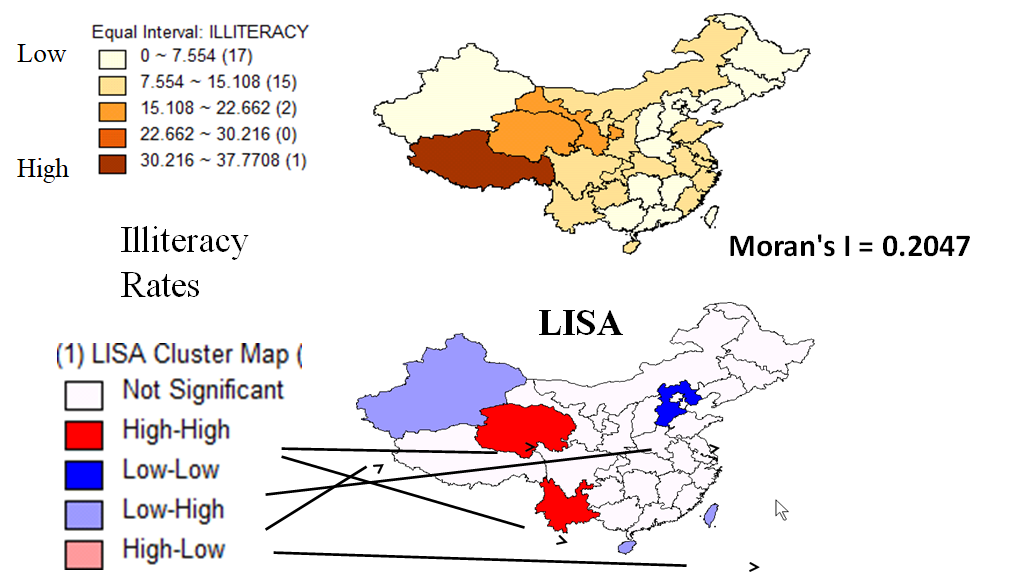 Equal Interval: ILLITERACY
Low
0 ~ 7.554 (17)
7.554 ~ 15.108 (15)
15.108 ~ 22.662 (2)
22.662 ~ 30.216 (0)
High
30.216 ~ 37.7708 (1)
Illiteracy
Rates
Moran's I = 0.2047
LISA
(1) LISA Cluster Map (
Not Significant
High-High
Low-Low
Low-High
High-Low